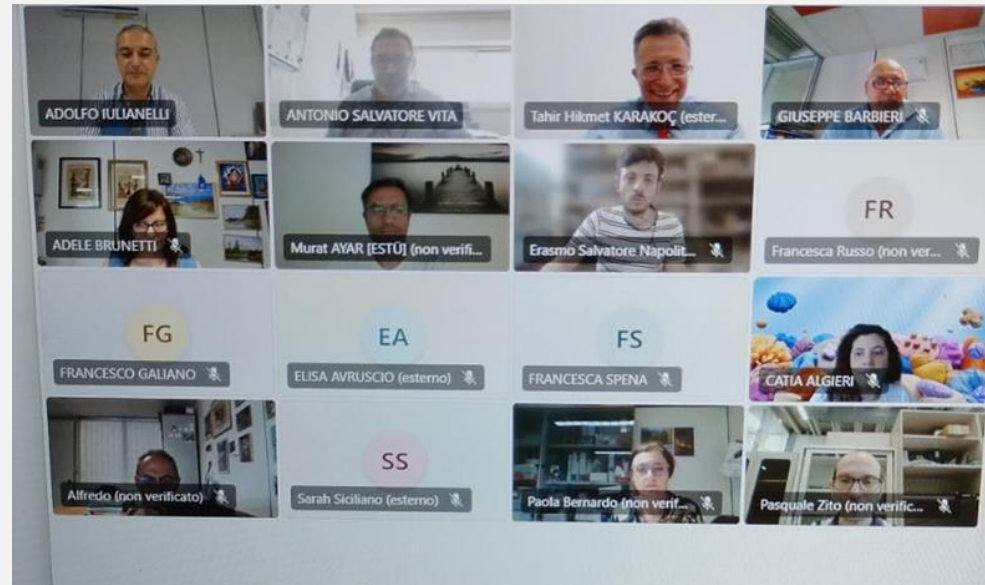 ADOLFO IULIANELLI
ANTONIO SALVATORE VITA
Tahir Hikmet KARAKOÇ (ester...
GIUSEPPE BARBIERI
ADELE BRUNETTI
Murat AYAR [ESTÜ] (non verifi...
Erasmo Salvatore Napolit...
FR
Francesca Russo (non ver...
FG
FRANCESCO GALIANO
EA
ELISA AVRUSCIO (esterno)
FS
FRANCESCA SPENA
CATIA ALGIERI
Alfredo (non verificato)
SS
Sarah Siciliano (esterno)
Paola Bernardo (non verif...
Pasquale Zito (non verific...